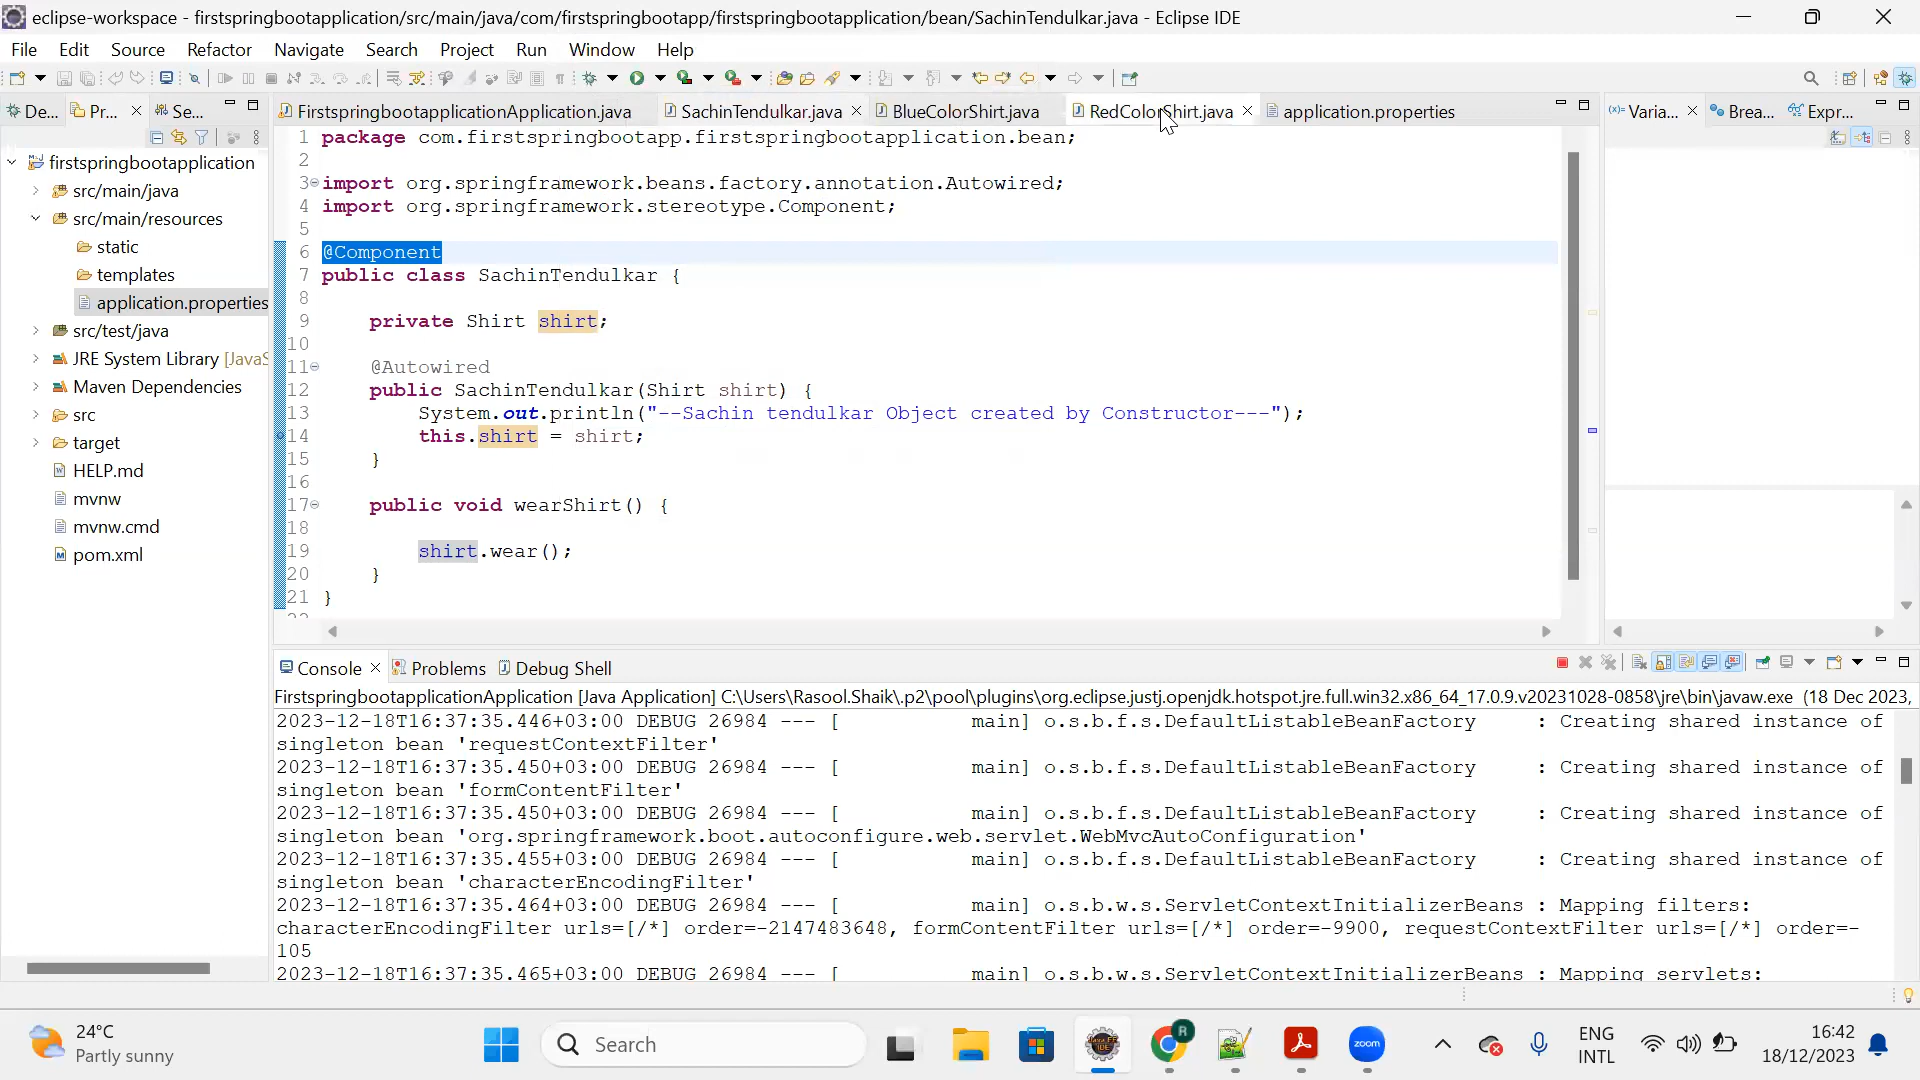 eclipse-workspace - firstspringbootapplication/src/main/java/com/firstspringbootapp/firstspringbootapplication/bean/SachinTendulkar.java - Eclipse IDE
File Edit Source Refactor Navigate Search Project Run Window Help
De... Pr... Se...
FirstspringbootapplicationApplication.java SachinTendulkar.java BlueColorShirt.java RedColorShirt.java application.properties
Varia... Brea... Expr...
firstspringbootapplication
src/main/java
src/main/resources
static
templates
application.properties
src/test/java
JRE System Library [JavaS
Maven Dependencies
src
target
HELP.md
mvnw
mvnw.cmd
pom.xml
1 package com.firstspringbootapp.firstspringbootapplication.bean;
2
3 import org.springframework.beans.factory.annotation.Autowired;
4 import org.springframework.stereotype.Component;
5
6 @Component
7 public class SachinTendulkar {
8
9 private Shirt shirt;
10
11 @Autowired
12 public SachinTendulkar(Shirt shirt) {
13 System.out.println("--Sachin tendulkar Object created by Constructor---");
14 this.shirt = shirt;
15 }
16
17 public void wearShirt() {
18
19 shirt.wear();
20 }
21 }
22
Console Problems Debug Shell
FirstspringbootapplicationApplication [Java Application] C:\Users\Rasool.Shaik\.p2\pool\plugins\org.eclipse.justj.openjdk.hotspot.jre.full.win32.x86_64_17.0.9.v20231028-0858\jre\bin\javaw.exe (18 Dec 2023,
2023-12-18T16:37:35.446+03:00 DEBUG 26984 --- [ main] o.s.b.f.s.DefaultListableBeanFactory : Creating shared instance of
singleton bean 'requestContextFilter'
2023-12-18T16:37:35.450+03:00 DEBUG 26984 --- [ main] o.s.b.f.s.DefaultListableBeanFactory : Creating shared instance of
singleton bean 'formContentFilter'
2023-12-18T16:37:35.450+03:00 DEBUG 26984 --- [ main] o.s.b.f.s.DefaultListableBeanFactory : Creating shared instance of
singleton bean 'org.springframework.boot.autoconfigure.web.servlet.WebMvcAutoConfiguration'
2023-12-18T16:37:35.455+03:00 DEBUG 26984 --- [ main] o.s.b.f.s.DefaultListableBeanFactory : Creating shared instance of
singleton bean 'characterEncodingFilter'
2023-12-18T16:37:35.464+03:00 DEBUG 26984 --- [ main] o.s.b.w.s.ServletContextInitializerBeans : Mapping filters:
characterEncodingFilter urls=[/*] order=-2147483648, formContentFilter urls=[/*] order=-9900, requestContextFilter urls=[/*] order=-
105
2023-12-18T16:37:35.465+03:00 DEBUG 26984 --- [ main] o.s.b.w.s.ServletContextInitializerBeans : Mapping servlets:
24°C
Partly sunny
Search
R
zoom
ENG
INTL
16:42
18/12/2023